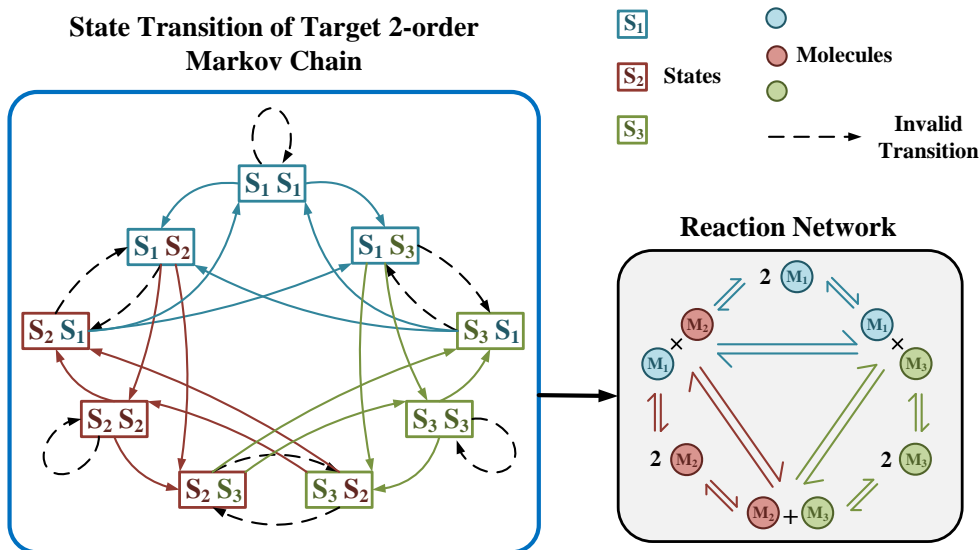 State Transition of Target 2-order
Markov Chain
S1
S2 States
S3
Molecules
Invalid
Transition
S1 S1
S1 S2
S1 S3
S2 S1
S3 S1
S2 S2
S3 S3
S2 S3
S3 S2
Reaction Network
2 M1
M2
M1
×
×
M1
M3
2 M2
2 M3
M2 + M3